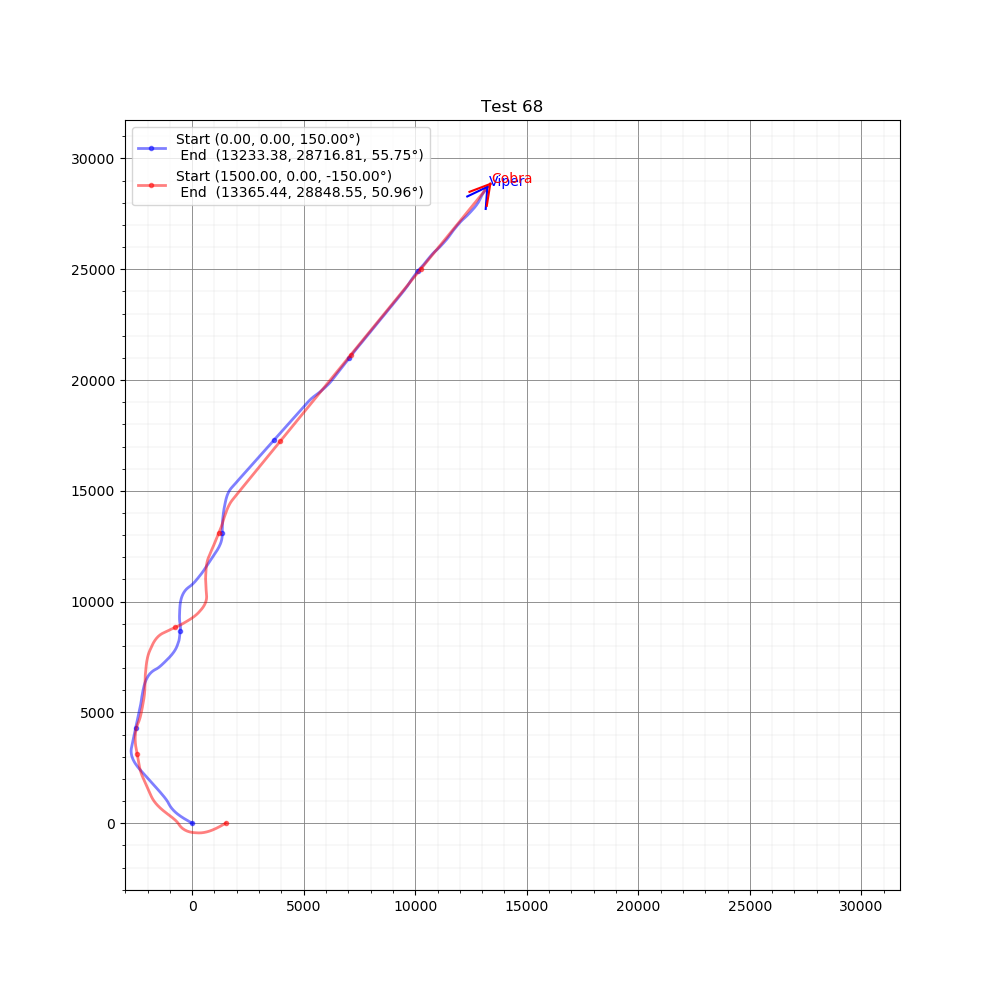 Test 68
Start (0.00, 0.00, 150.00°)
End (13233.38, 28716.81, 55.75°)
Start (1500.00, 0.00, -150.00°)
End (13365.44, 28848.55, 50.96°)
Cobra
Viper
30000
25000
20000
15000
10000
5000
0
0 5000 10000 15000 20000 25000 30000